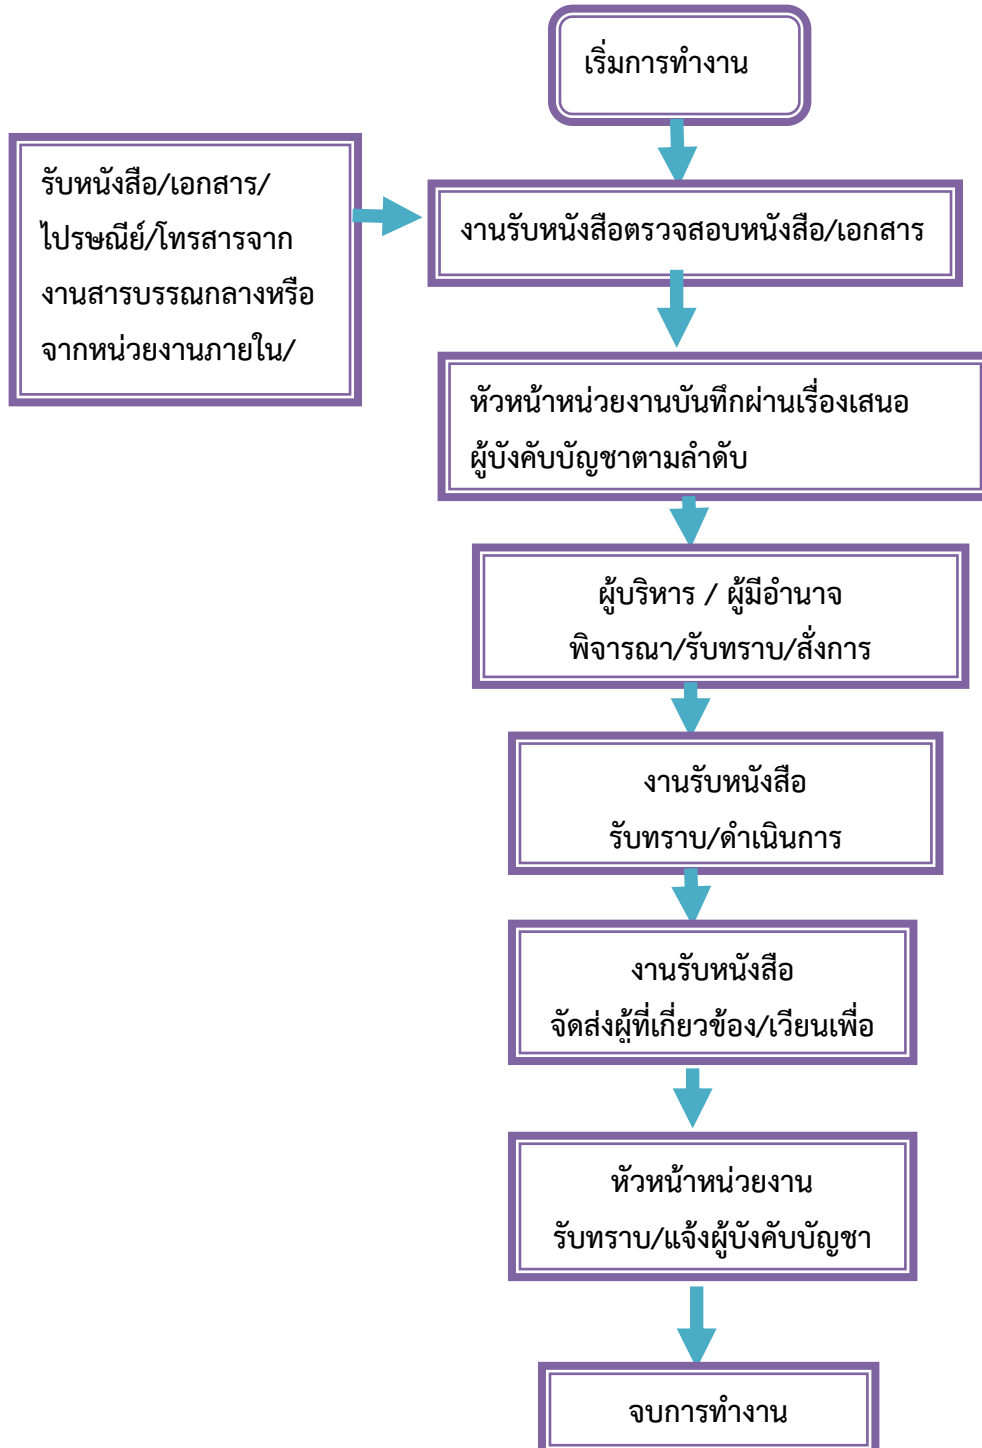 เริ่มการทำงาน
รับหนังสือ/เอกสาร/
ไปรษณีย์/โทรสารจาก
งานสารบรรณกลางหรือ
จากหน่วยงานภายใน/
งานรับหนังสือตรวจสอบหนังสือ/เอกสาร
หัวหน้าหน่วยงานบันทึกผ่านเรื่องเสนอ
ผู้บังคับบัญชาตามลำดับ
ผู้บริหาร / ผู้มีอำนาจ
พิจารณา/รับทราบ/สั่งการ
งานรับหนังสือ
รับทราบ/ดำเนินการ
งานรับหนังสือ
จัดส่งผู้ที่เกี่ยวข้อง/เวียนเพื่อ
หัวหน้าหน่วยงาน
รับทราบ/แจ้งผู้บังคับบัญชา
จบการทำงาน